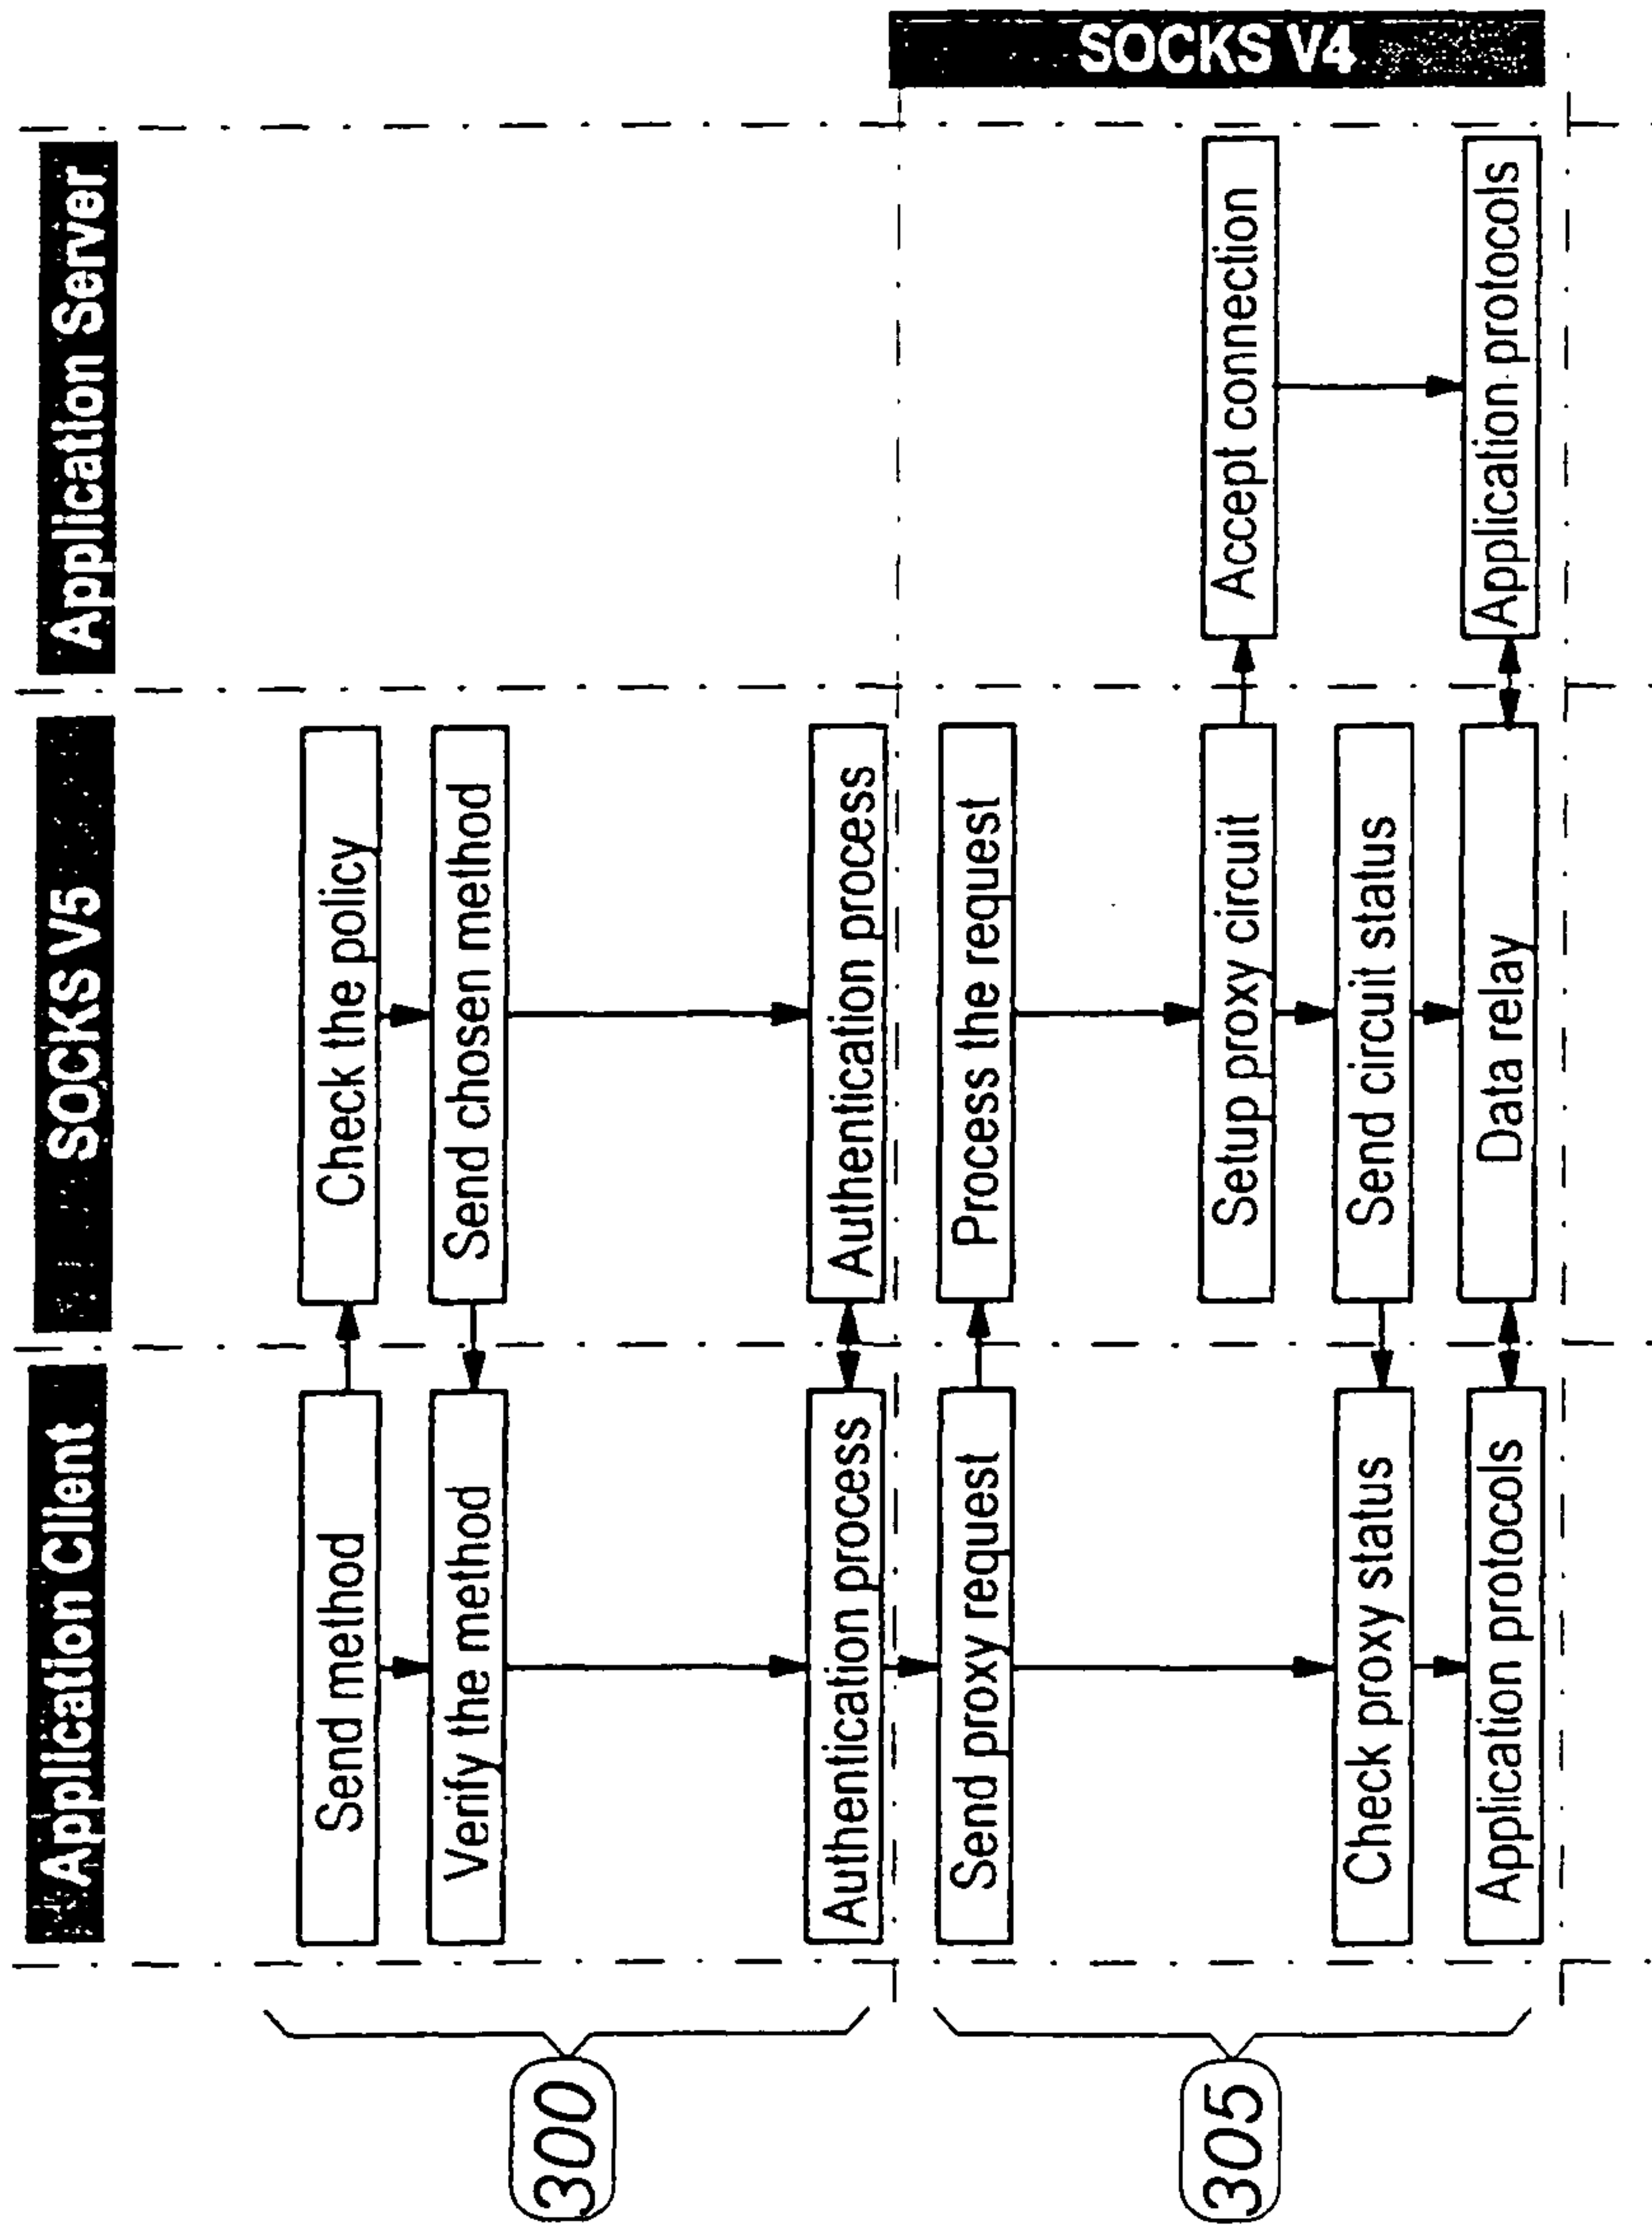 Application Client
SOCKS V5
Application Server
Send method
Check the policy
Verify the method
Send chosen method
Authentication process
Authentication process
300
Send proxy request
Process the request
Setup proxy circuit
Accept connection
Check proxy status
Send circuit status
Application protocols
Data relay
Application protocols
305
SOCKS V4